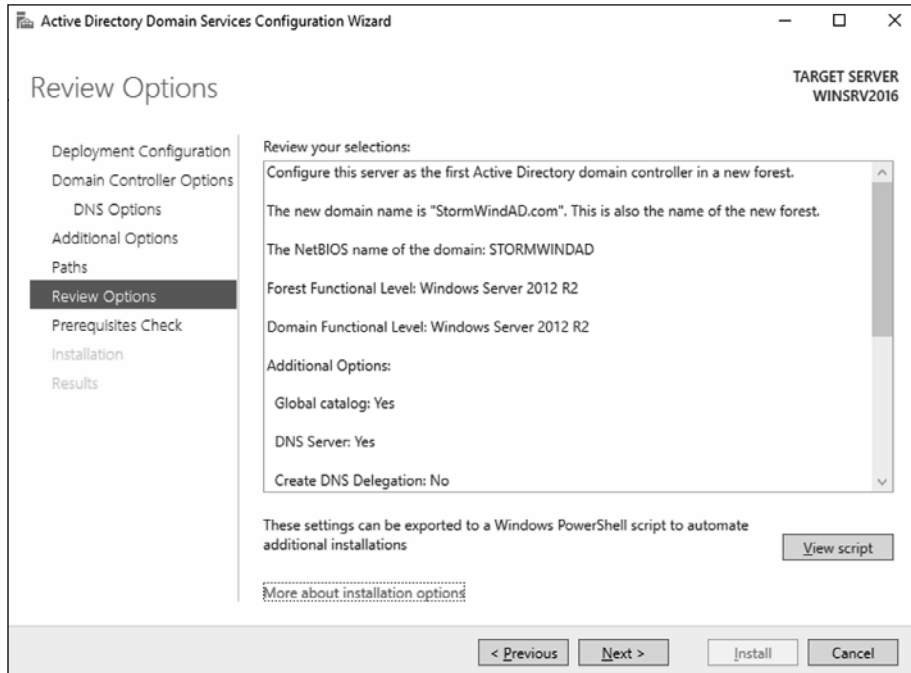 Active Directory Domain Services Configuration Wizard
Review Options
TARGET SERVER
WINSRV2016
Deployment Configuration
Domain Controller Options
DNS Options
Additional Options
Paths
Review Options
Prerequisites Check
Installation
Results
Review your selections:
Configure this server as the first Active Directory domain controller in a new forest.
The new domain name is "StormWindAD.com". This is also the name of the new forest.
The NetBIOS name of the domain: STORMWINDAD
Forest Functional Level: Windows Server 2012 R2
Domain Functional Level: Windows Server 2012 R2
Additional Options:
Global catalog: Yes
DNS Server: Yes
Create DNS Delegation: No
These settings can be exported to a Windows PowerShell script to automate
additional installations
View script
More about installation options
< Previous
Next >
Install
Cancel